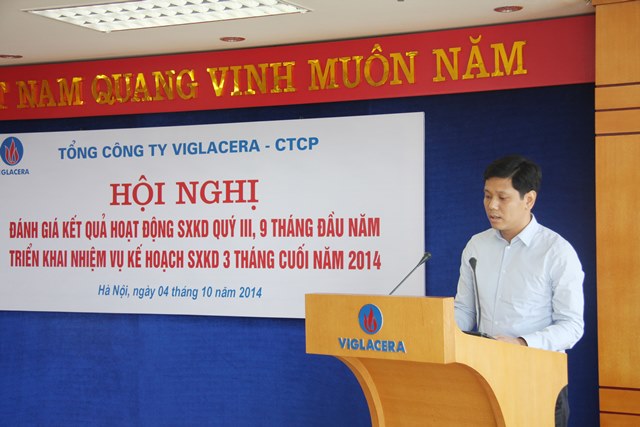 T NAM QUANG VINH MUÔN NĂM
GLACERA
TỔNG CÔNG TY VIGLACERA - CTCP
HỘI NGHỊ
ĐÁNH GIÁ KẾT QUẢ HOẠT ĐỘNG SXKD QUÝ III, 9 THÁNG ĐẦU NĂM
TRIỂN KHAI NHIỆM VỤ KẾ HOẠCH SXKD 3 THÁNG CUỐI NĂM 2014
Hà Nội, ngày 04 tháng 10 năm 2014
VIGLACERA